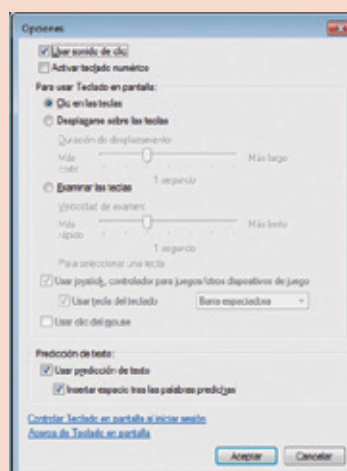 Opciones
Usar sonido de clic
Activar teclado numérico
Para usar Teclado en pantalla:
Clic en las teclas
Desplazarse sobre las teclas
Duración de desplazamiento
Más corto
Más largo
1 segundo
Examinar las teclas
Velocidad de examen:
Más rápido
Más lento
1 segundo
Para seleccionar una tecla:
Usar joystick, controlador para juegos/otros dispositivos de juego
Usar tecla del teclado
Barra espaciadora
Usar clic del mouse
Predicción de texto:
Usar predicción de texto
Insertar espacio tras las palabras predichas
Controlar Teclado en pantalla al iniciar sesión
Acerca de Teclado en pantalla
Aceptar
Cancelar